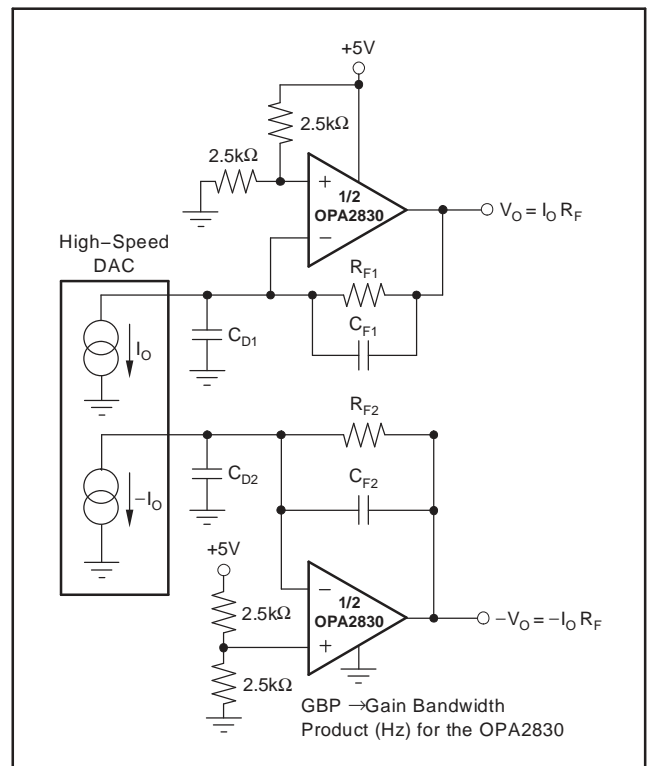 +5V
2.5kΩ
2.5kΩ
+
1/2
OPA2830
−
V_O = I_O R_F
High−Speed
DAC
R_F1
C_F1
C_D1
I_O
R_F2
C_D2
C_F2
−I_O
+5V
2.5kΩ
2.5kΩ
−
1/2
OPA2830
+
−V_O = −I_O R_F
GBP → Gain Bandwidth
Product (Hz) for the OPA2830